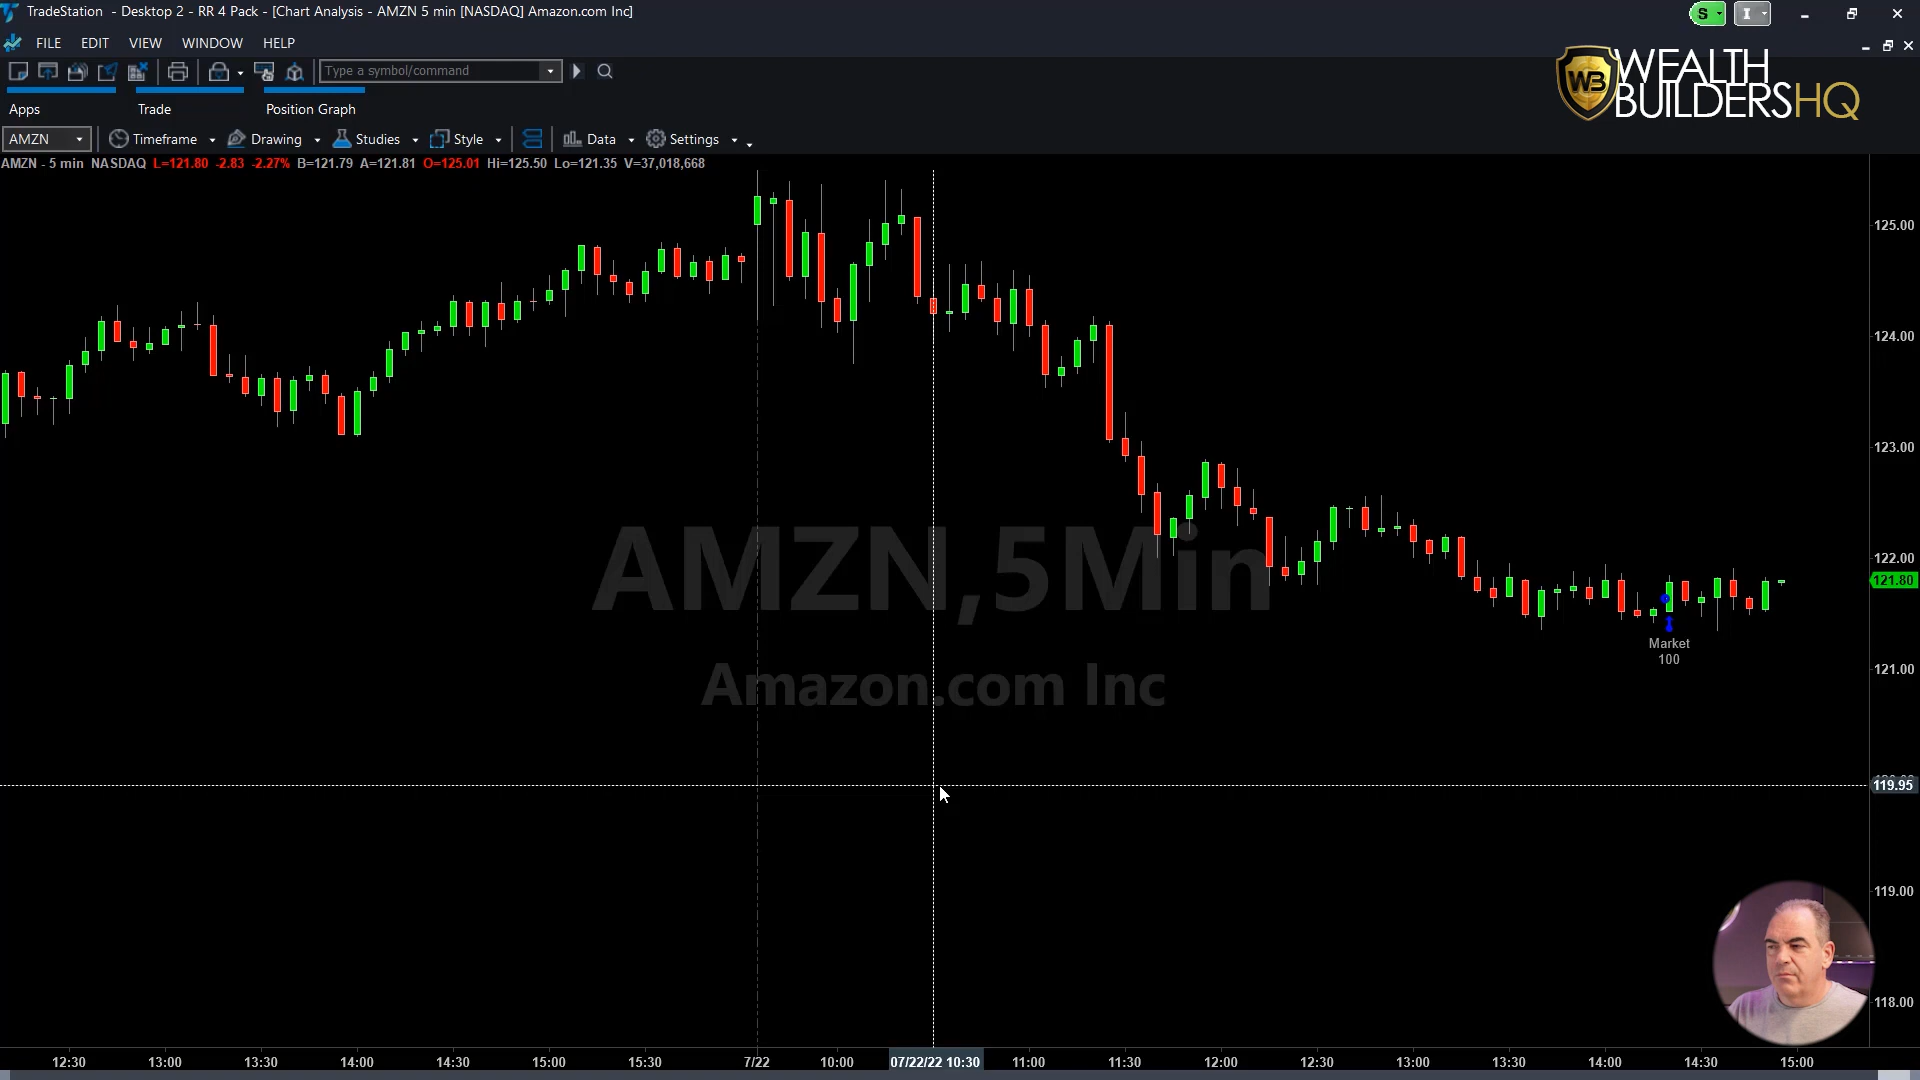 TradeStation - Desktop 2 - RR 4 Pack - [Chart Analysis - AMZN 5 min [NASDAQ] Amazon.com Inc]
S
I
FILE EDIT VIEW WINDOW HELP
Type a symbol/command
WB
WEALTH
BUILDERSHQ
Apps Trade Position Graph
AMZN Timeframe Drawing Studies Style Data Settings
AMZN - 5 min NASDAQ L=121.80 -2.83 -2.27% B=121.79 A=121.81 O=125.01 Hi=125.50 Lo=121.35 V=37,018,668
125.00
124.00
123.00
AMZN,5Min
122.00
121.80
Market
100
121.00
Amazon.com Inc
119.95
119.00
118.00
12:30 13:00 13:30 14:00 14:30 15:00 15:30 7/22 10:00 07/22/22 10:30 11:00 11:30 12:00 12:30 13:00 13:30 14:00 14:30 15:00